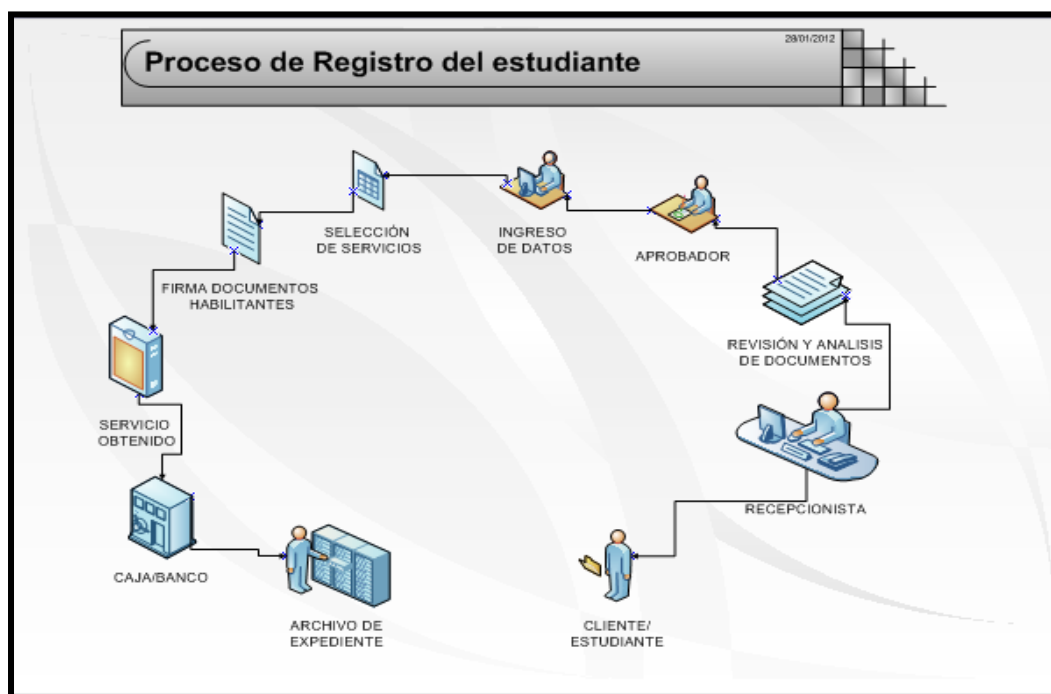 28/01/2012
Proceso de Registro del estudiante
SELECCIÓN
DE SERVICIOS
INGRESO
DE DATOS
APROBADOR
FIRMA DOCUMENTOS
HABILITANTES
REVISIÓN Y ANALISIS
DE DOCUMENTOS
SERVICIO
OBTENIDO
RECEPCIONISTA
CAJA/BANCO
ARCHIVO DE
EXPEDIENTE
CLIENTE/
ESTUDIANTE